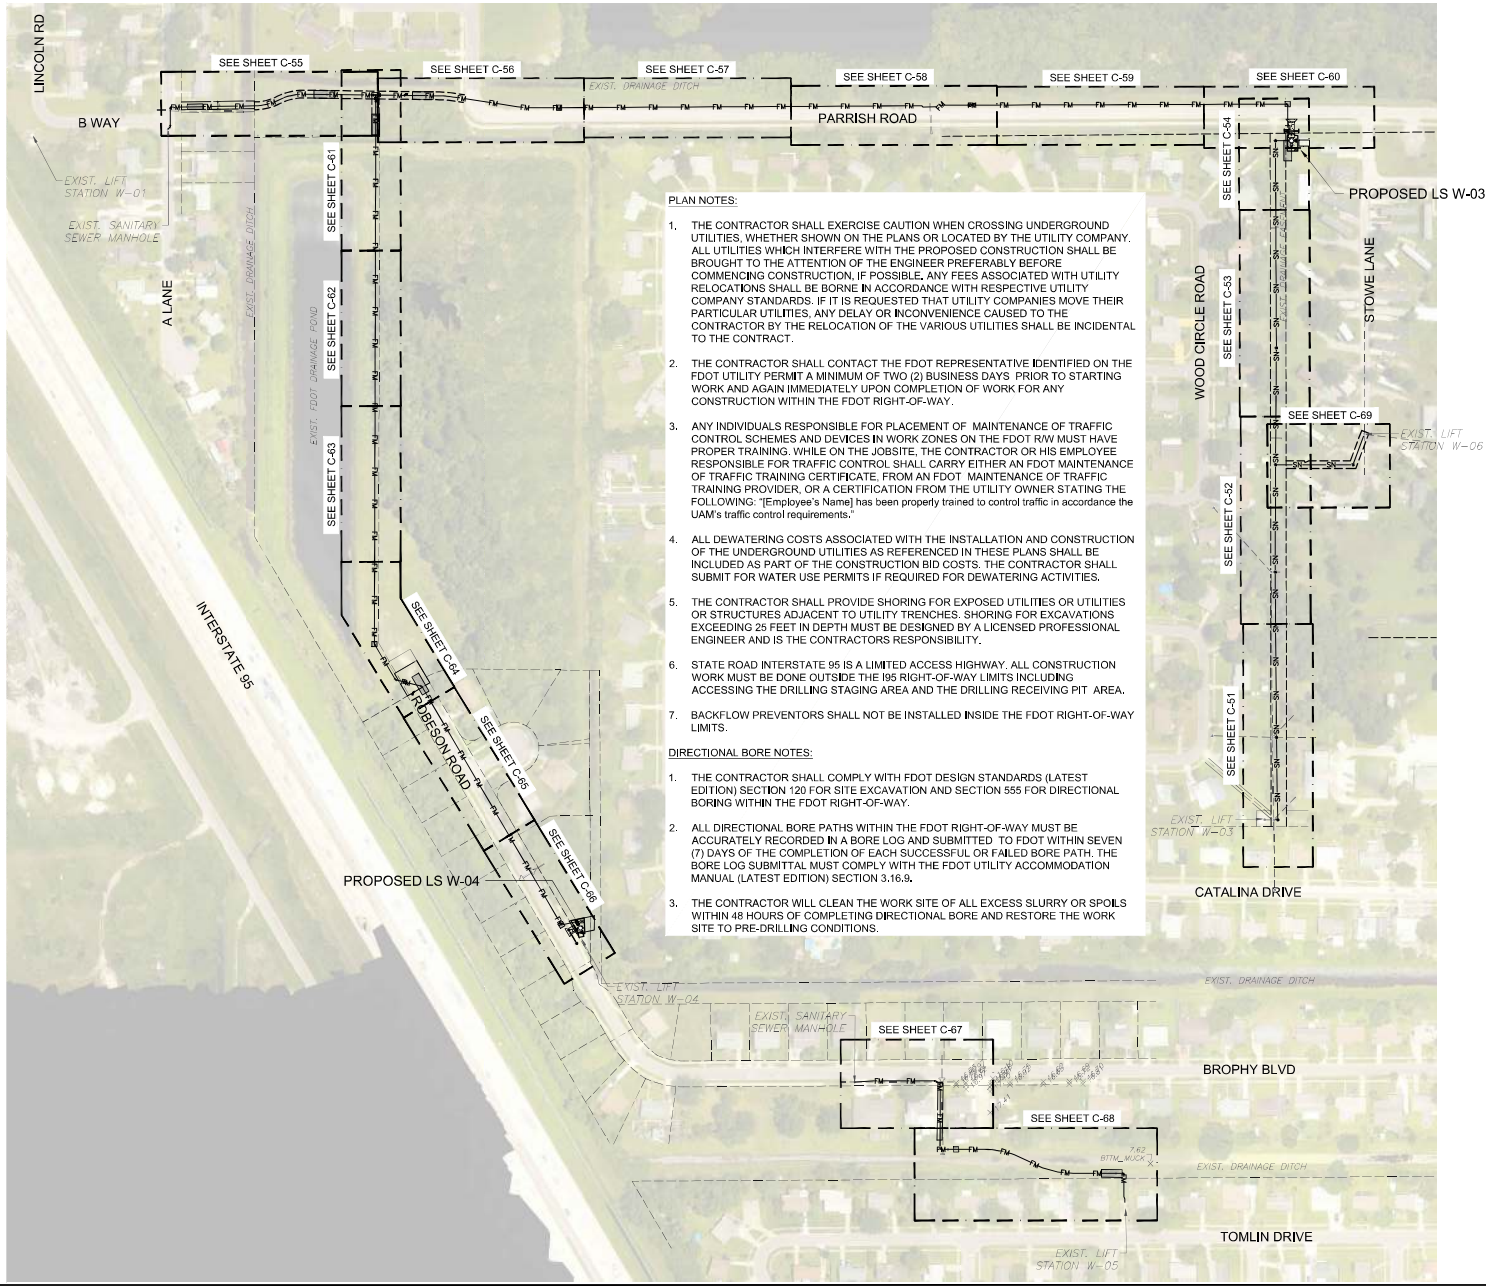 LINCOLN RD
SEE SHEET C-55
SEE SHEET C-56
SEE SHEET C-57
SEE SHEET C-58
SEE SHEET C-59
SEE SHEET C-60
EXIST. DRAINAGE DITCH
B WAY
PARRISH ROAD
EXIST. LIFT
STATION W-01
EXIST. SANITARY
SEWER MANHOLE
A LANE
EXIST. DRAINAGE DITCH
EXIST. FDOT DRAINAGE POND
SEE SHEET C-61
SEE SHEET C-62
SEE SHEET C-63
SEE SHEET C-54
PROPOSED LS W-03
SEE SHEET C-53
WOOD CIRCLE ROAD
STOWE LANE
SEE SHEET C-69
EXIST. LIFT
STATION W-06
SEE SHEET C-52
SEE SHEET C-51
EXIST. LIFT
STATION W-03
CATALINA DRIVE
PLAN NOTES:
1. THE CONTRACTOR SHALL EXERCISE CAUTION WHEN CROSSING UNDERGROUND
UTILITIES, WHETHER SHOWN ON THE PLANS OR LOCATED BY THE UTILITY COMPANY.
ALL UTILITIES WHICH INTERFERE WITH THE PROPOSED CONSTRUCTION SHALL BE
BROUGHT TO THE ATTENTION OF THE ENGINEER PREFERABLY BEFORE
COMMENCING CONSTRUCTION, IF POSSIBLE. ANY FEES ASSOCIATED WITH UTILITY
RELOCATIONS SHALL BE BORNE IN ACCORDANCE WITH RESPECTIVE UTILITY
COMPANY STANDARDS. IF IT IS REQUESTED THAT UTILITY COMPANIES MOVE THEIR
PARTICULAR UTILITIES, ANY DELAY OR INCONVENIENCE CAUSED TO THE
CONTRACTOR BY THE RELOCATION OF THE VARIOUS UTILITIES SHALL BE INCIDENTAL
TO THE CONTRACT.
2. THE CONTRACTOR SHALL CONTACT THE FDOT REPRESENTATIVE IDENTIFIED ON THE
FDOT UTILITY PERMIT A MINIMUM OF TWO (2) BUSINESS DAYS PRIOR TO STARTING
WORK AND AGAIN IMMEDIATELY UPON COMPLETION OF WORK FOR ANY
CONSTRUCTION WITHIN THE FDOT RIGHT-OF-WAY.
3. ANY INDIVIDUALS RESPONSIBLE FOR PLACEMENT OF MAINTENANCE OF TRAFFIC
CONTROL SCHEMES AND DEVICES IN WORK ZONES ON THE FDOT R/W MUST HAVE
PROPER TRAINING. WHILE ON THE JOBSITE, THE CONTRACTOR OR HIS EMPLOYEE
RESPONSIBLE FOR TRAFFIC CONTROL SHALL CARRY EITHER AN FDOT MAINTENANCE
OF TRAFFIC TRAINING CERTIFICATE, FROM AN FDOT MAINTENANCE OF TRAFFIC
TRAINING PROVIDER, OR A CERTIFICATION FROM THE UTILITY OWNER STATING THE
FOLLOWING: "[Employee's Name] has been properly trained to control traffic in accordance the
UAM's traffic control requirements."
4. ALL DEWATERING COSTS ASSOCIATED WITH THE INSTALLATION AND CONSTRUCTION
OF THE UNDERGROUND UTILITIES AS REFERENCED IN THESE PLANS SHALL BE
INCLUDED AS PART OF THE CONSTRUCTION BID COSTS. THE CONTRACTOR SHALL
SUBMIT FOR WATER USE PERMITS IF REQUIRED FOR DEWATERING ACTIVITIES.
5. THE CONTRACTOR SHALL PROVIDE SHORING FOR EXPOSED UTILITIES OR UTILITIES
OR STRUCTURES ADJACENT TO UTILITY TRENCHES. SHORING FOR EXCAVATIONS
EXCEEDING 25 FEET IN DEPTH MUST BE DESIGNED BY A LICENSED PROFESSIONAL
ENGINEER AND IS THE CONTRACTORS RESPONSIBILITY.
6. STATE ROAD INTERSTATE 95 IS A LIMITED ACCESS HIGHWAY. ALL CONSTRUCTION
WORK MUST BE DONE OUTSIDE THE I95 RIGHT-OF-WAY LIMITS INCLUDING
ACCESSING THE DRILLING STAGING AREA AND THE DRILLING RECEIVING PIT AREA.
7. BACKFLOW PREVENTORS SHALL NOT BE INSTALLED INSIDE THE FDOT RIGHT-OF-WAY
LIMITS.
DIRECTIONAL BORE NOTES:
1. THE CONTRACTOR SHALL COMPLY WITH FDOT DESIGN STANDARDS (LATEST
EDITION) SECTION 120 FOR SITE EXCAVATION AND SECTION 555 FOR DIRECTIONAL
BORING WITHIN THE FDOT RIGHT-OF-WAY.
2. ALL DIRECTIONAL BORE PATHS WITHIN THE FDOT RIGHT-OF-WAY MUST BE
ACCURATELY RECORDED IN A BORE LOG AND SUBMITTED TO FDOT WITHIN SEVEN
(7) DAYS OF THE COMPLETION OF EACH SUCCESSFUL OR FAILED BORE PATH. THE
BORE LOG SUBMITTAL MUST COMPLY WITH THE FDOT UTILITY ACCOMMODATION
MANUAL (LATEST EDITION) SECTION 3.16.9.
3. THE CONTRACTOR WILL CLEAN THE WORK SITE OF ALL EXCESS SLURRY OR SPOILS
WITHIN 48 HOURS OF COMPLETING DIRECTIONAL BORE AND RESTORE THE WORK
SITE TO PRE-DRILLING CONDITIONS.
INTERSTATE 95
SEE SHEET C-64
ROBESON ROAD
SEE SHEET C-65
SEE SHEET C-66
PROPOSED LS W-04
EXIST. LIFT
STATION W-04
EXIST. DRAINAGE DITCH
EXIST. SANITARY
SEWER MANHOLE
SEE SHEET C-67
BROPHY BLVD
SEE SHEET C-68
7.62
BTTM_MUCK
EXIST. DRAINAGE DITCH
TOMLIN DRIVE
EXIST. LIFT
STATION W-05